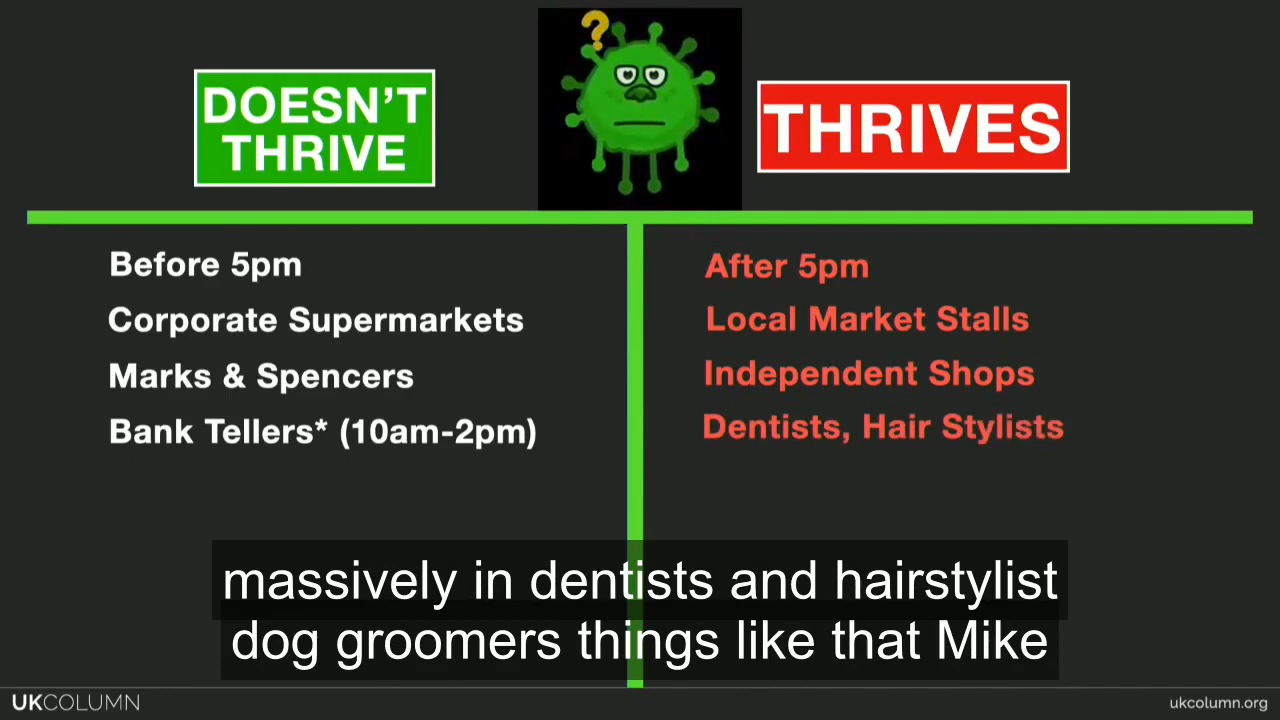 DOESN'T
THRIVE
?
THRIVES
Before 5pm
Corporate Supermarkets
Marks & Spencers
Bank Tellers* (10am-2pm)
After 5pm
Local Market Stalls
Independent Shops
Dentists, Hair Stylists
massively in dentists and hairstylist
dog groomers things like that Mike
UKCOLUMN
ukcolumn.org